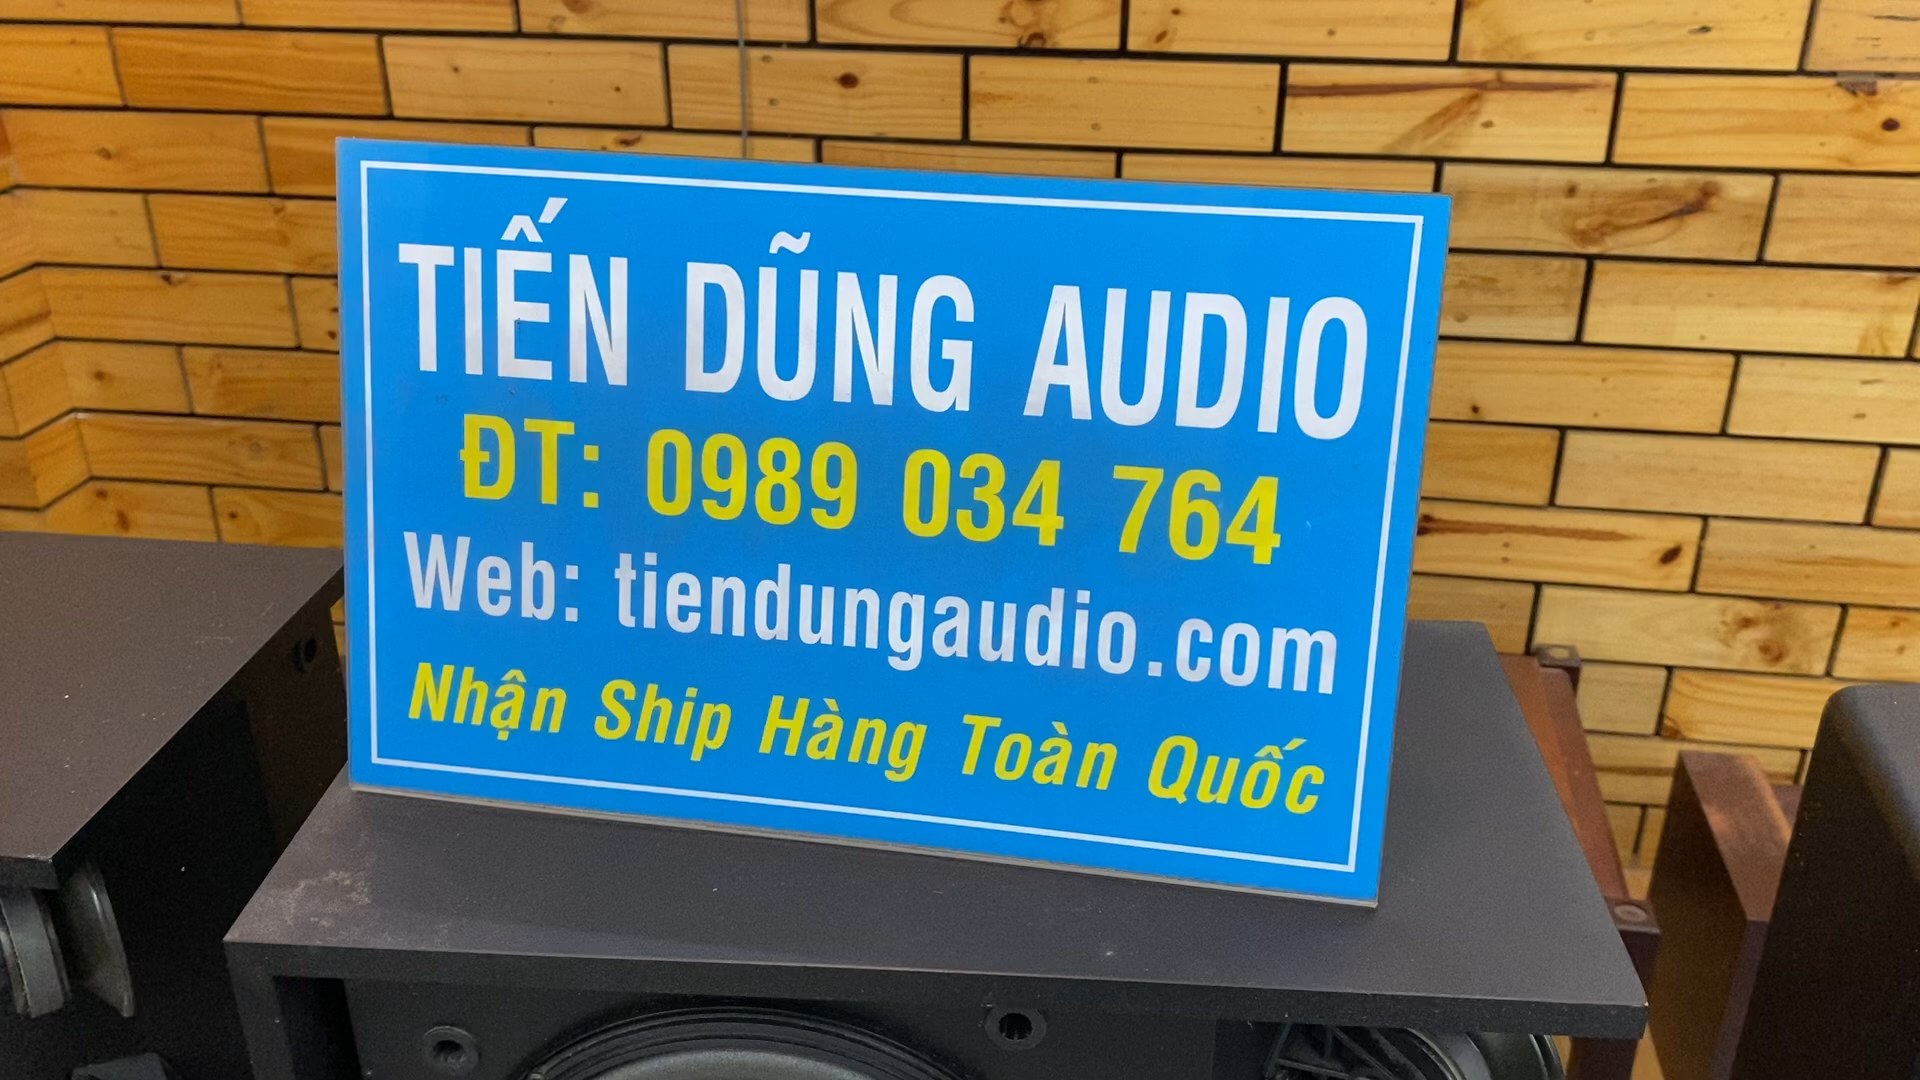 TIẾN DŨNG AUDIO
ĐT: 0989 034 764
Web: tiendungaudio.com
Nhận Ship Hàng Toàn Quốc